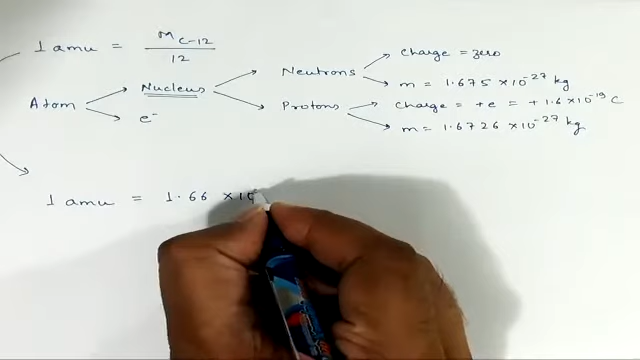 1 amu = M C-12 / 12
Atom
Nucleus
e⁻
Neutrons
Charge = zero
m = 1.675 × 10⁻²⁷ kg
Protons
Charge = +e = +1.6 × 10⁻¹⁹ C
m = 1.6726 × 10⁻²⁷ kg
1 amu = 1.66 × 10